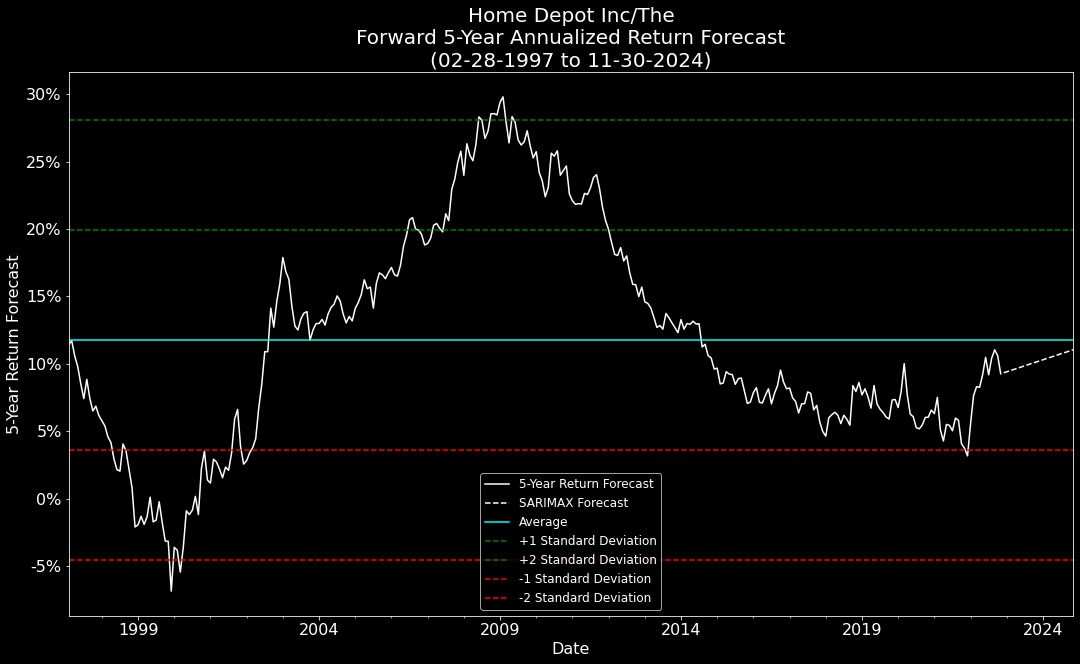 Home Depot Inc/The
Forward 5-Year Annualized Return Forecast
(02-28-1997 to 11-30-2024)
5-Year Return Forecast
30%
25%
20%
15%
10%
5%
0%
-5%
5-Year Return Forecast
SARIMAX Forecast
Average
+1 Standard Deviation
+2 Standard Deviation
-1 Standard Deviation
-2 Standard Deviation
1999
2004
2009
2014
2019
2024
Date